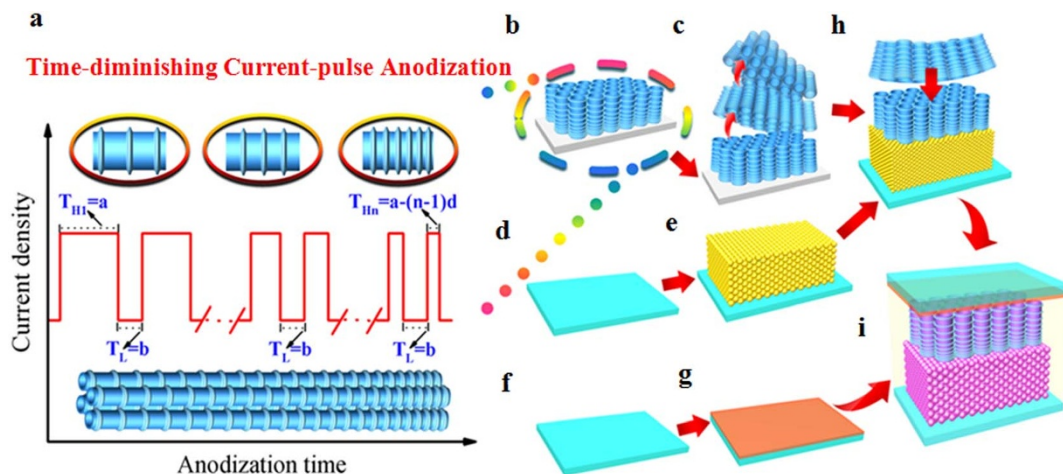 a
Time-diminishing Current-pulse Anodization
T_H1=a
T_Hn=a-(n-1)d
Current density
T_L=b
T_L=b
T_L=b
Anodization time
b
c
h
d
e
i
f
g